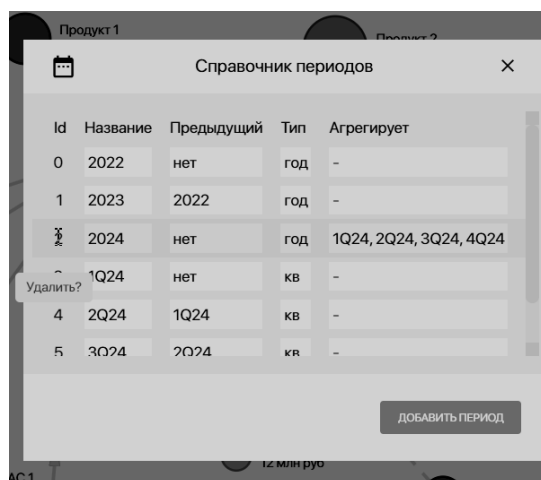 Продукт 1
Продукт 2
Справочник периодов
Id Название Предыдущий Тип Агрегирует
0 2022 нет год -
1 2023 2022 год -
2024 нет год 1Q24, 2Q24, 3Q24, 4Q24
1Q24 нет кв -
Удалить?
4 2Q24 1Q24 кв -
5 3Q24 2Q24 кв -
ДОБАВИТЬ ПЕРИОД
12 млн руб
АС 1